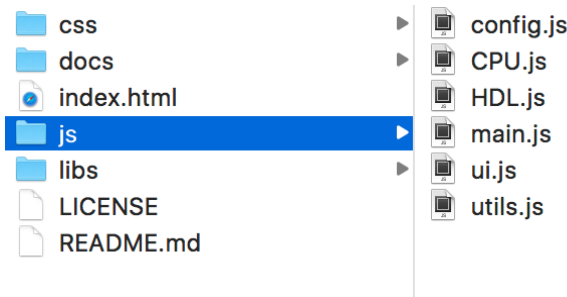 css
docs
index.html
js
libs
LICENSE
README.md
config.js
CPU.js
HDL.js
main.js
ui.js
utils.js